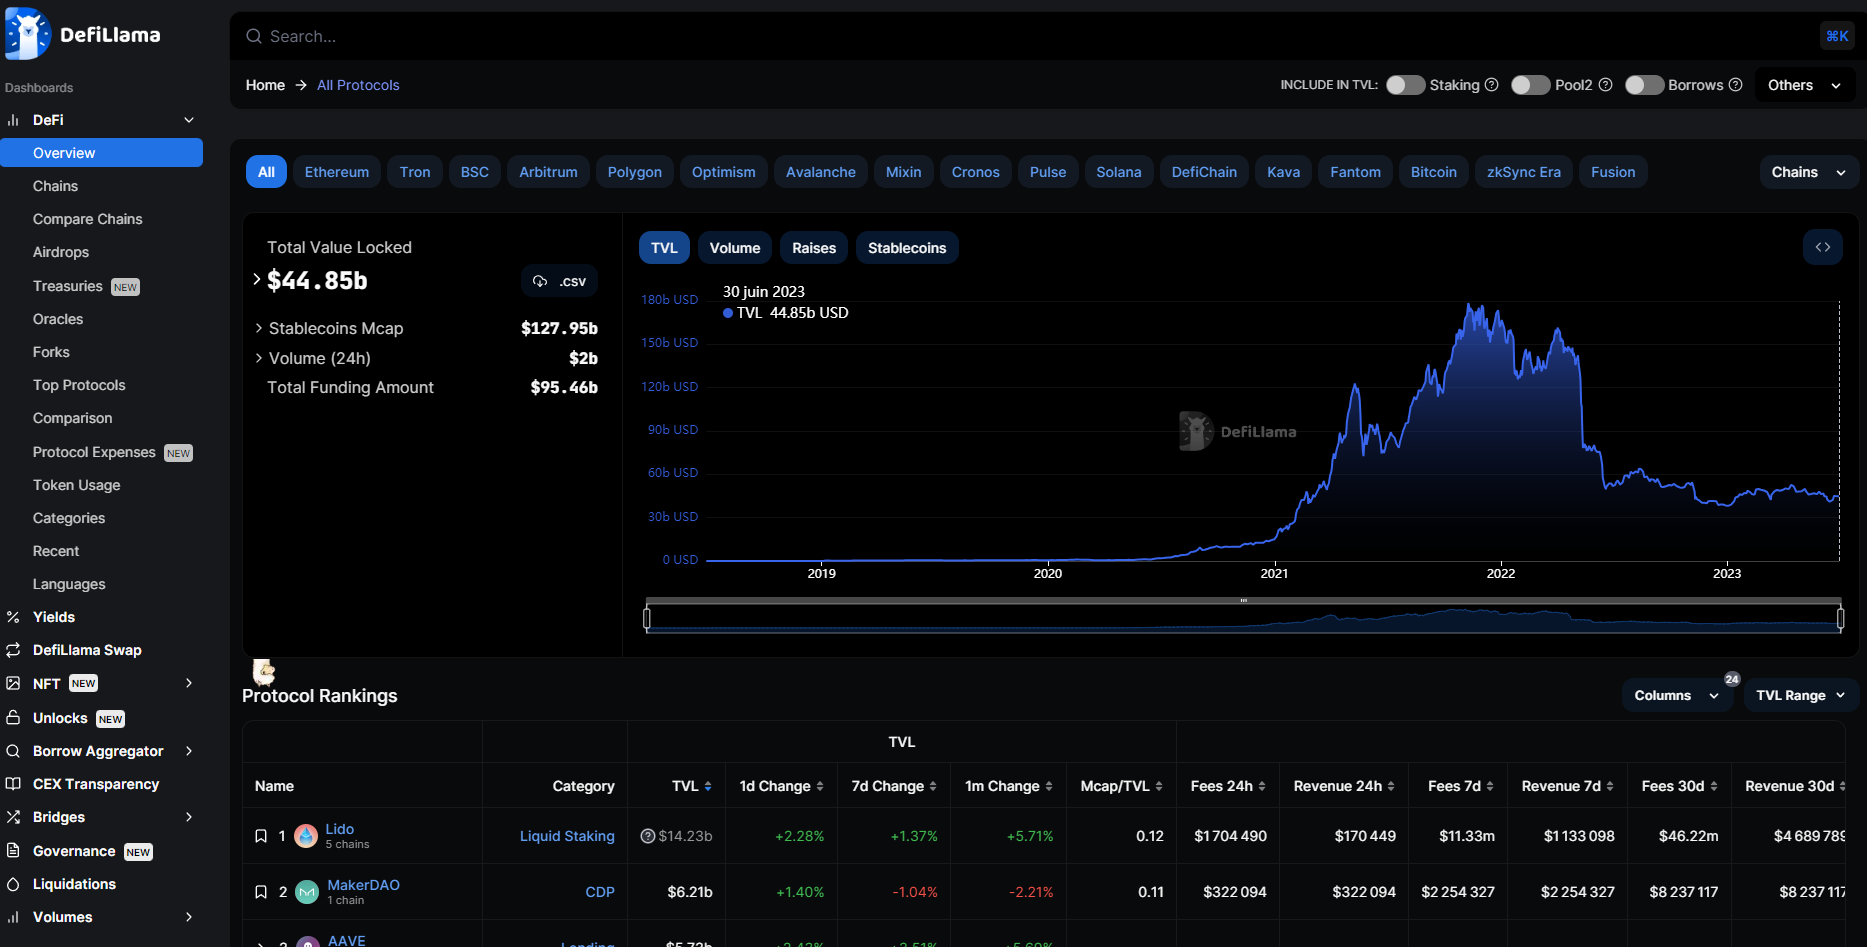 DefiLlama
Search...
⌘K
Home → All Protocols
INCLUDE IN TVL: Staking Pool2 Borrows Others
Dashboards
DeFi
Overview
Chains
Compare Chains
Airdrops
Treasuries NEW
Oracles
Forks
Top Protocols
Comparison
Protocol Expenses NEW
Token Usage
Categories
Recent
Languages
Yields
DefiLlama Swap
NFT NEW
Unlocks NEW
Borrow Aggregator
CEX Transparency
Bridges
Governance NEW
Liquidations
Volumes
All Ethereum Tron BSC Arbitrum Polygon Optimism Avalanche Mixin Cronos Pulse Solana DefiChain Kava Fantom Bitcoin zkSync Era Fusion Chains
Total Value Locked
$44.85b .csv
Stablecoins Mcap $127.95b
Volume (24h) $2b
Total Funding Amount $95.46b
TVL Volume Raises Stablecoins
30 juin 2023
TVL 44.85b USD
180b USD
150b USD
120b USD
90b USD
60b USD
30b USD
0 USD
DefiLlama
2019 2020 2021 2022 2023
Protocol Rankings
Columns 24 TVL Range
TVL
Name Category TVL 1d Change 7d Change 1m Change Mcap/TVL Fees 24h Revenue 24h Fees 7d Revenue 7d Fees 30d Revenue 30d
1 Lido Liquid Staking $14.23b +2.28% +1.37% +5.71% 0.12 $1 704 490 $170 449 $11.33m $1 133 098 $46.22m $4 689 789
5 chains
2 MakerDAO CDP $6.21b +1.40% -1.04% -2.21% 0.11 $322 094 $322 094 $2 254 327 $2 254 327 $8 237 117 $8 237 117
1 chain
AAVE